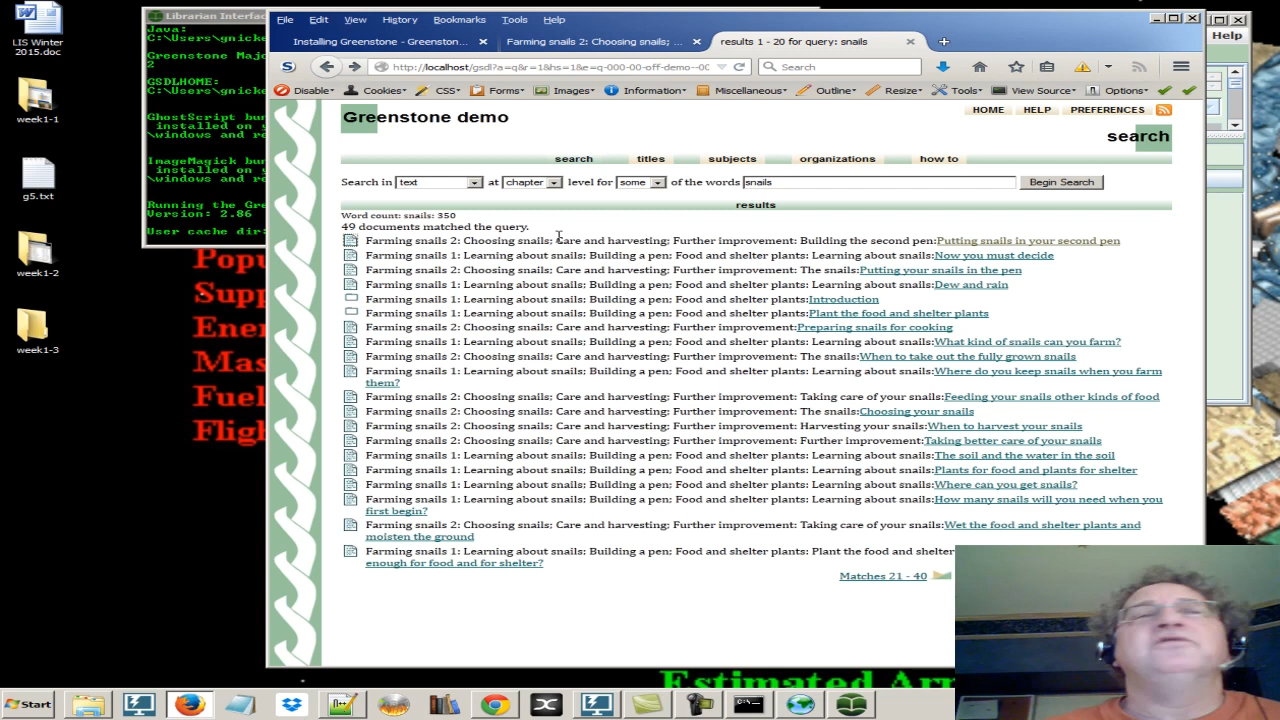 LIS Winter
2015.doc
week1-1
g5.txt
week1-2
week1-3
Librarian Interfac
Java:
C:\Users\gnicke
Greenstone Majo
2
GSDLHOME:
C:\Users\gnicke
GhostScript bun
installed on y
\windows and re
ImageMagick bun
installed on y
\windows and re
Running the Gre
Version: 2.86
User cache dir:
Popu
Supp
Ener
Mas
Fuel
Fligh
Estimated Arr
File Edit View History Bookmarks Tools Help
Help
Installing Greenstone - Greenston...
Farming snails 2: Choosing snails; ...
results 1 - 20 for query: snails
http://localhost/gsdl?a=q&r=1&hs=1&e=q-000-00-off-demo--00
Search
Disable Cookies CSS Forms Images Information Miscellaneous Outline Resize Tools View Source Options
Greenstone demo
HOME HELP PREFERENCES
search
search titles subjects organizations how to
Search in text at chapter level for some of the words snails Begin Search
results
Word count: snails: 350
49 documents matched the query.
Farming snails 2: Choosing snails; Care and harvesting; Further improvement: Building the second pen:Putting snails in your second pen
Farming snails 1: Learning about snails; Building a pen; Food and shelter plants: Learning about snails:Now you must decide
Farming snails 2: Choosing snails; Care and harvesting; Further improvement: The snails:Putting your snails in the pen
Farming snails 1: Learning about snails; Building a pen; Food and shelter plants: Learning about snails:Dew and rain
Farming snails 1: Learning about snails; Building a pen; Food and shelter plants:Introduction
Farming snails 1: Learning about snails; Building a pen; Food and shelter plants:Plant the food and shelter plants
Farming snails 2: Choosing snails; Care and harvesting; Further improvement:Preparing snails for cooking
Farming snails 1: Learning about snails; Building a pen; Food and shelter plants: Learning about snails:What kind of snails can you farm?
Farming snails 2: Choosing snails; Care and harvesting; Further improvement: The snails:When to take out the fully grown snails
Farming snails 1: Learning about snails; Building a pen; Food and shelter plants: Learning about snails:Where do you keep snails when you farm
them?
Farming snails 2: Choosing snails; Care and harvesting; Further improvement: Taking care of your snails:Feeding your snails other kinds of food
Farming snails 2: Choosing snails; Care and harvesting; Further improvement: The snails:Choosing your snails
Farming snails 2: Choosing snails; Care and harvesting; Further improvement: Harvesting your snails:When to harvest your snails
Farming snails 2: Choosing snails; Care and harvesting; Further improvement: Further improvement:Taking better care of your snails
Farming snails 1: Learning about snails; Building a pen; Food and shelter plants: Learning about snails:The soil and the water in the soil
Farming snails 1: Learning about snails; Building a pen; Food and shelter plants: Learning about snails:Plants for food and plants for shelter
Farming snails 1: Learning about snails; Building a pen; Food and shelter plants: Learning about snails:Where can you get snails?
Farming snails 1: Learning about snails; Building a pen; Food and shelter plants: Learning about snails:How many snails will you need when you
first begin?
Farming snails 2: Choosing snails; Care and harvesting; Further improvement: Taking care of your snails:Wet the food and shelter plants and
moisten the ground
Farming snails 1: Learning about snails; Building a pen; Food and shelter plants: Plant the food and shelter
enough for food and for shelter?
Matches 21 - 40
Start